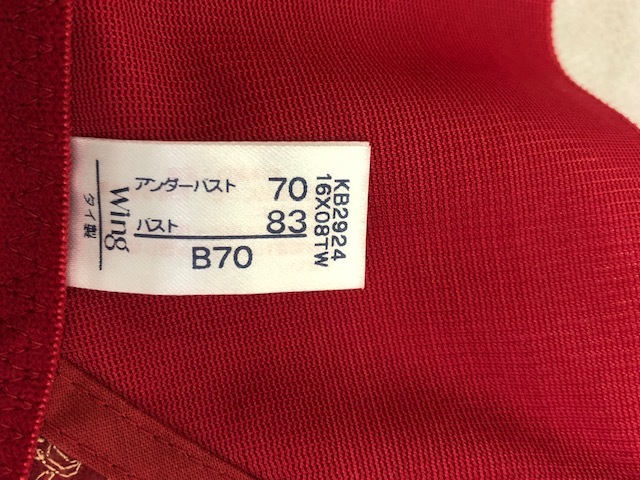 アンダーバスト 70
バスト 83
B70
Wing
タイ製
KB2924
16X08TW